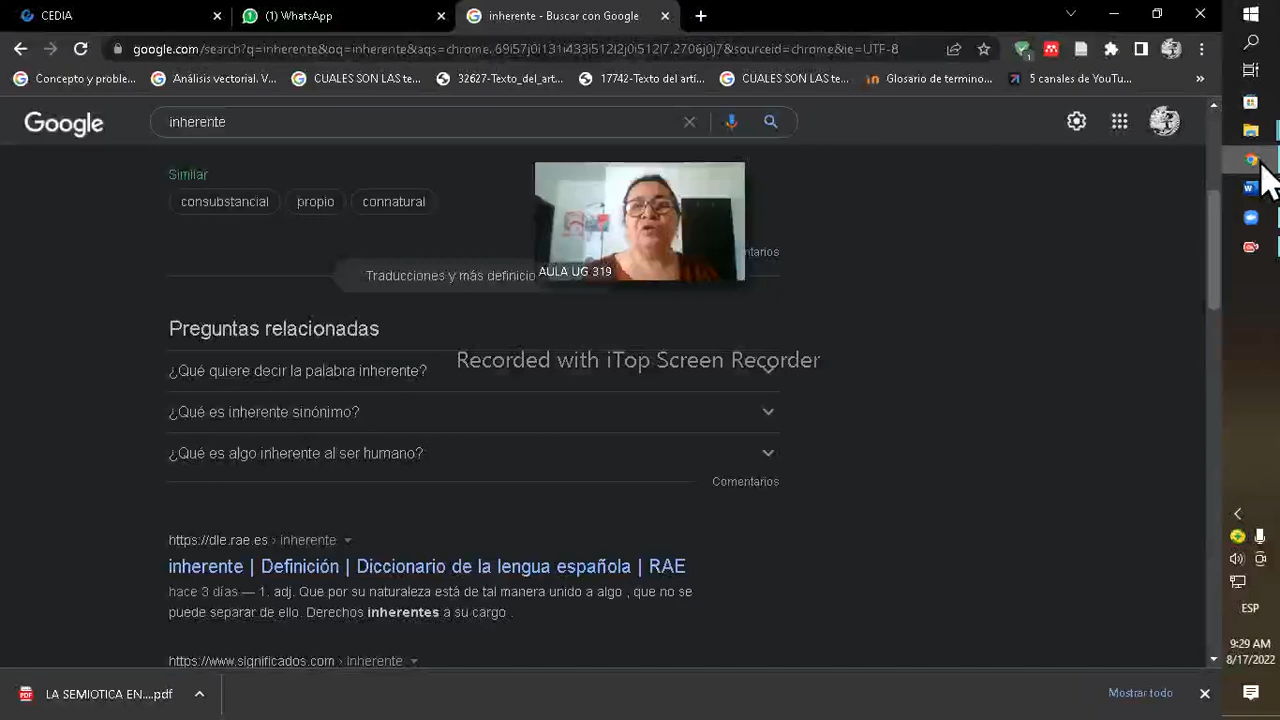 CEDIA
(1) WhatsApp
inherente - Buscar con Google
google.com/search?q=inherente&oq=inherente&aqs=chrome..69i57j0i131i433i512l2j0i512l7.2706j0j7&sourceid=chrome&ie=UTF-8
1
Concepto y proble...
Análisis vectorial. V...
CUALES SON LAS te...
32627-Texto_del_art...
17742-Texto del artí...
CUALES SON LAS te...
Glosario de termino...
5 canales de YouTu...
Google
inherente
Similar
consubstancial
propio
connatural
entarios
Traducciones y más definicio
AULA UG 319
Preguntas relacionadas
Recorded with iTop Screen Recorder
¿Qué quiere decir la palabra inherente?
¿Qué es inherente sinónimo?
¿Qué es algo inherente al ser humano?
Comentarios
https://dle.rae.es › inherente
inherente | Definición | Diccionario de la lengua española | RAE
hace 3 días — 1. adj. Que por su naturaleza está de tal manera unido a algo , que no se
puede separar de ello. Derechos inherentes a su cargo .
https://www.significados.com › Inherente
ESP
9:29 AM
8/17/2022
LA SEMIOTICA EN....pdf
Mostrar todo